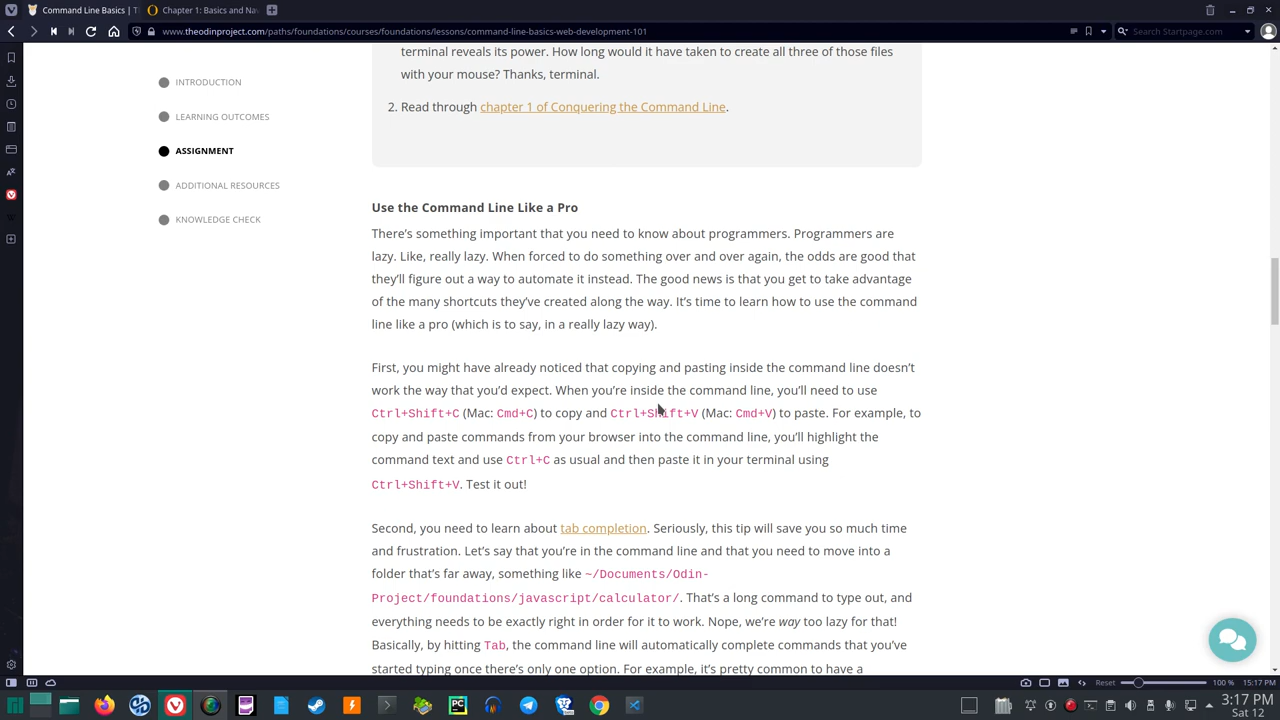 Command Line Basics | T
Chapter 1: Basics and Nav
www.theodinproject.com/paths/foundations/courses/foundations/lessons/command-line-basics-web-development-101
Search Startpage.com
INTRODUCTION
LEARNING OUTCOMES
ASSIGNMENT
ADDITIONAL RESOURCES
KNOWLEDGE CHECK
terminal reveals its power. How long would it have taken to create all three of those files
with your mouse? Thanks, terminal.
2. Read through chapter 1 of Conquering the Command Line.
Use the Command Line Like a Pro
There's something important that you need to know about programmers. Programmers are
lazy. Like, really lazy. When forced to do something over and over again, the odds are good that
they'll figure out a way to automate it instead. The good news is that you get to take advantage
of the many shortcuts they've created along the way. It's time to learn how to use the command
line like a pro (which is to say, in a really lazy way).
First, you might have already noticed that copying and pasting inside the command line doesn't
work the way that you'd expect. When you're inside the command line, you'll need to use
Ctrl+Shift+C (Mac: Cmd+C) to copy and Ctrl+Shift+V (Mac: Cmd+V) to paste. For example, to
copy and paste commands from your browser into the command line, you'll highlight the
command text and use Ctrl+C as usual and then paste it in your terminal using
Ctrl+Shift+V. Test it out!
Second, you need to learn about tab completion. Seriously, this tip will save you so much time
and frustration. Let's say that you're in the command line and that you need to move into a
folder that's far away, something like ~/Documents/Odin-
Project/foundations/javascript/calculator/. That's a long command to type out, and
everything needs to be exactly right in order for it to work. Nope, we're way too lazy for that!
Basically, by hitting Tab, the command line will automatically complete commands that you've
started typing once there's only one option. For example, it's pretty common to have a
Reset
100 %
15:17 PM
3:17 PM
Sat 12